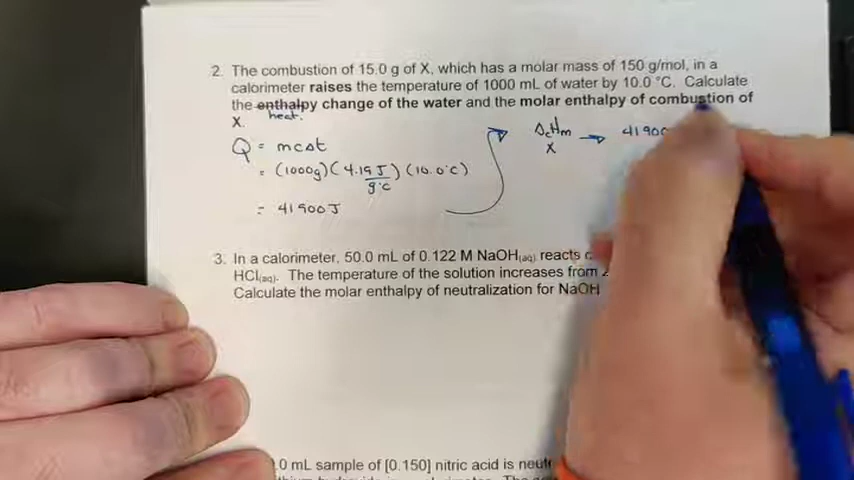 2. The combustion of 15.0 g of X, which has a molar mass of 150 g/mol, in a
calorimeter raises the temperature of 1000 mL of water by 10.0 °C. Calculate
the enthalpy change of the water and the molar enthalpy of combustion of
heat.
X.
Q = mcΔt
= (1000g)(4.19J/g°C)(10.0°C)
= 41900J
ΔcHm
X
4190
3. In a calorimeter, 50.0 mL of 0.122 M NaOH(aq) reacts
HCl(aq). The temperature of the solution increases from
Calculate the molar enthalpy of neutralization for NaOH
.0 mL sample of [0.150] nitric acid is